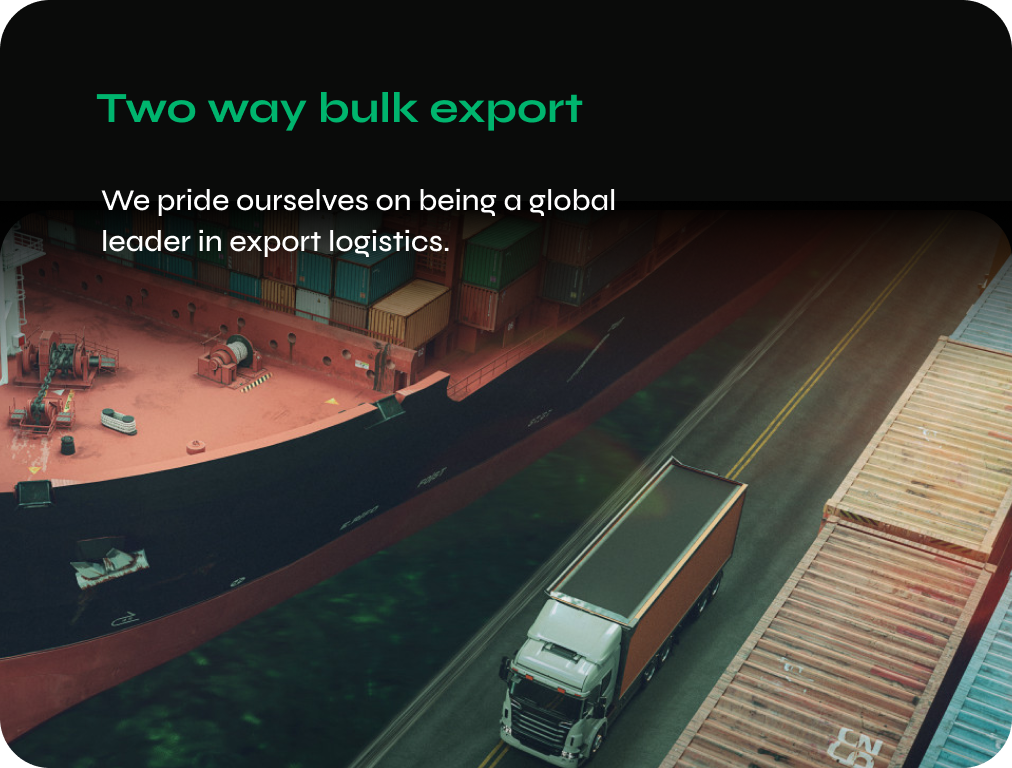 Two way bulk export
We pride ourselves on being a global
leader in export logistics.